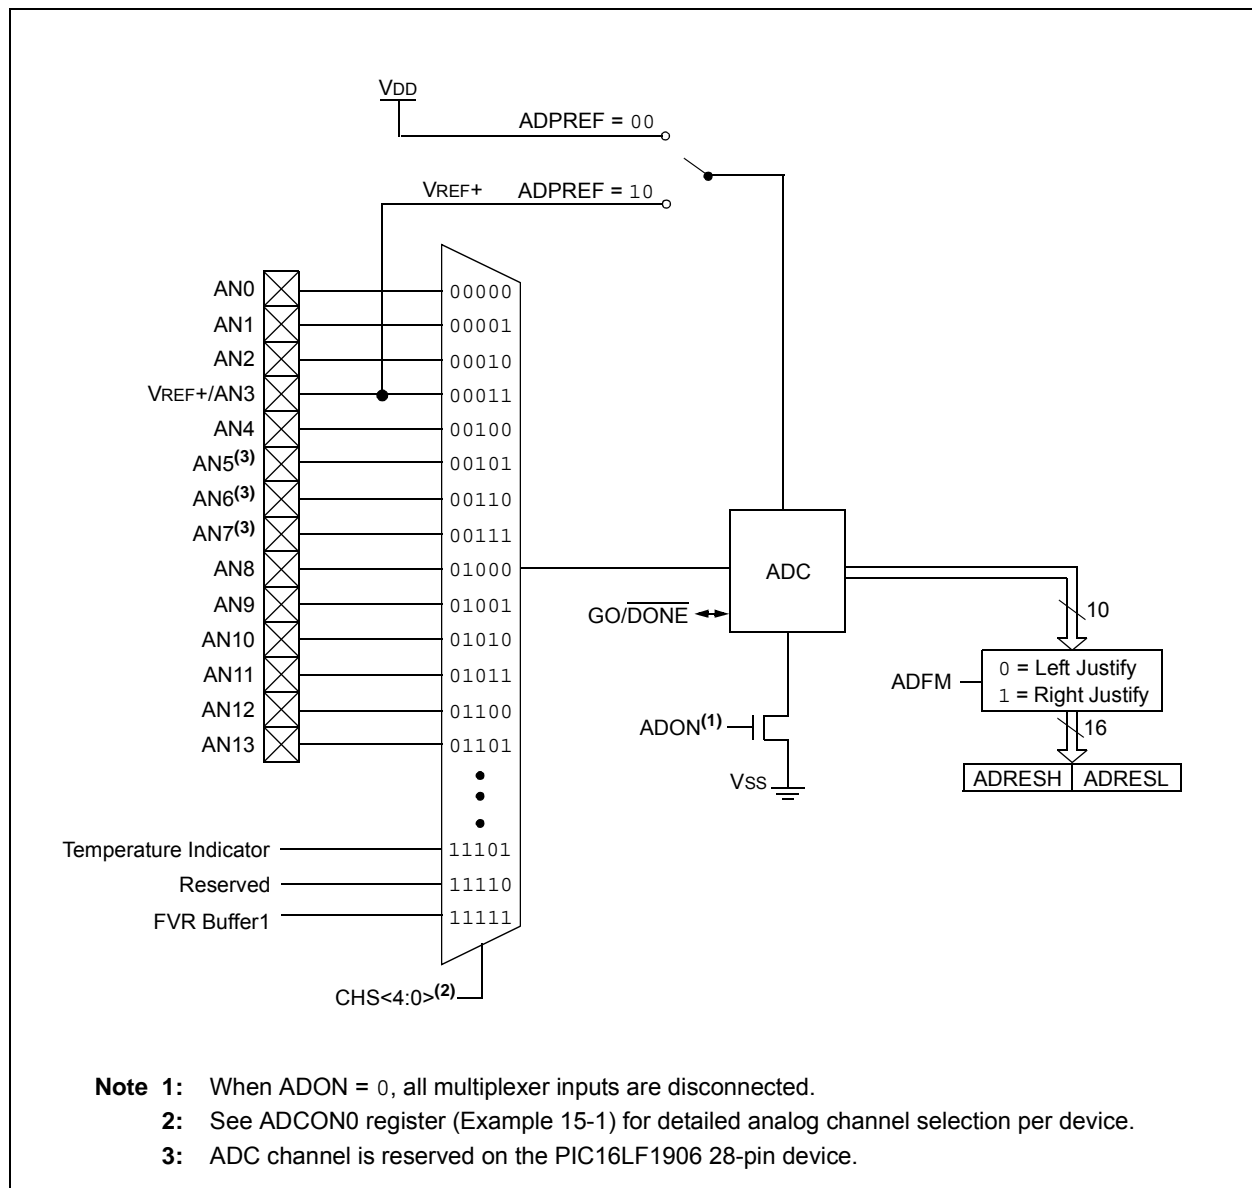 VDD
ADPREF = 00
VREF+ ADPREF = 10
AN0 00000
AN1 00001
AN2 00010
VREF+/AN3 00011
AN4 00100
AN5(3) 00101
AN6(3) 00110
AN7(3) 00111
AN8 01000
AN9 01001
AN10 01010
AN11 01011
AN12 01100
AN13 01101
Temperature Indicator 11101
Reserved 11110
FVR Buffer1 11111
CHS<4:0>(2)
ADC
GO/DONE
ADON(1)
VSS
10
ADFM
0 = Left Justify
1 = Right Justify
16
ADRESH ADRESL
Note 1: When ADON = 0, all multiplexer inputs are disconnected.
2: See ADCON0 register (Example 15-1) for detailed analog channel selection per device.
3: ADC channel is reserved on the PIC16LF1906 28-pin device.